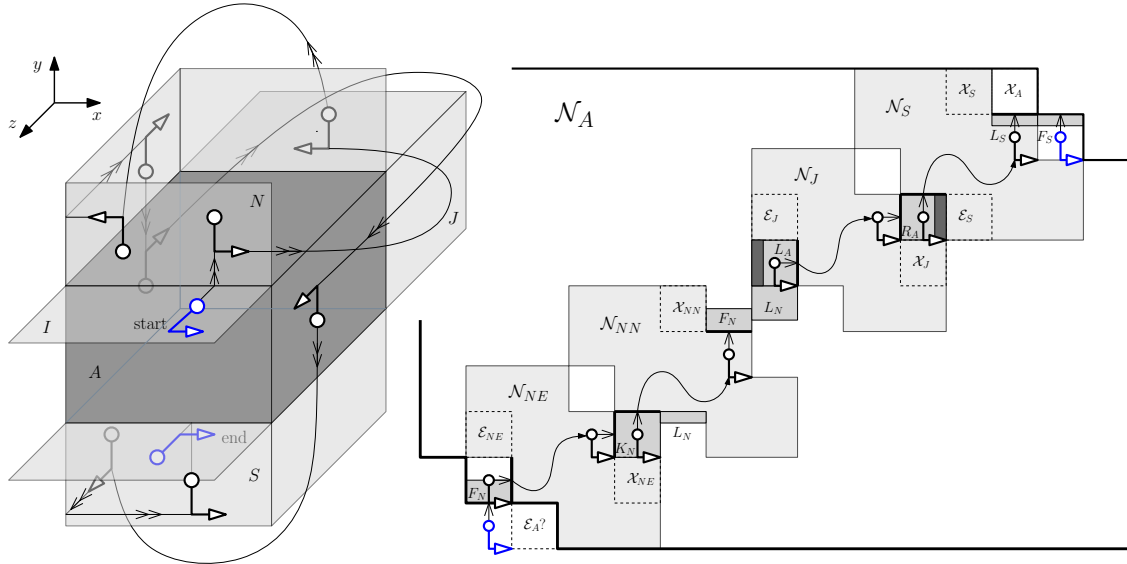 y
x
z
N
J
start
I
A
end
S
𝒩_A
𝒩_S
𝒳_S
𝒳_A
L_S
F_S
𝒩_J
ℰ_J
L_A
R_A
ℰ_S
𝒳_J
𝒩_NN
𝒳_NN
F_N
L_N
𝒩_NE
ℰ_NE
K_N
L_N
𝒳_NE
F_N
ℰ_A?